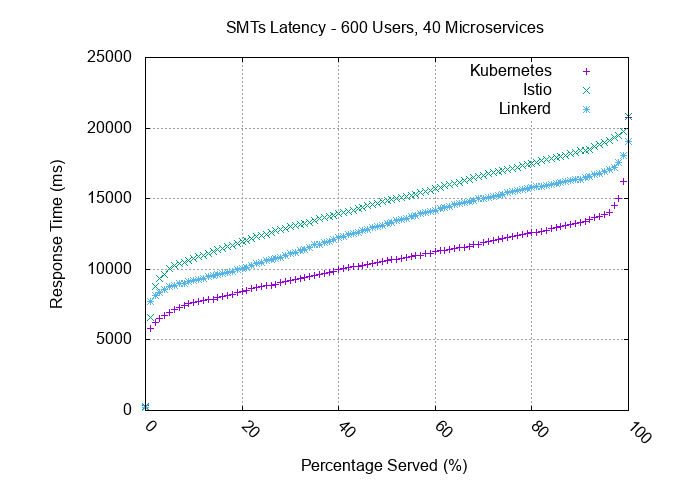 SMTs Latency - 600 Users, 40 Microservices
25000
20000
15000
10000
5000
0
Response Time (ms)
Kubernetes
Istio
Linkerd
0
20
40
60
80
100
Percentage Served (%)